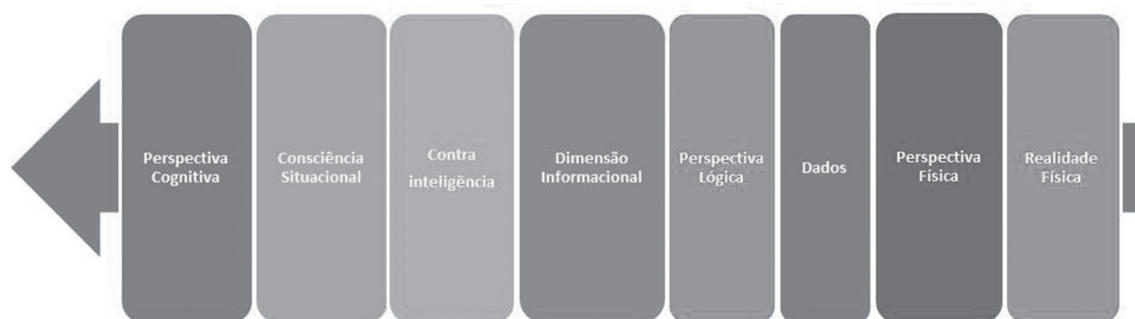 Perspectiva
Cognitiva
Consciência
Situacional
Contra
inteligência
Dimensão
Informacional
Perspectiva
Lógica
Dados
Perspectiva
Física
Realidade
Física